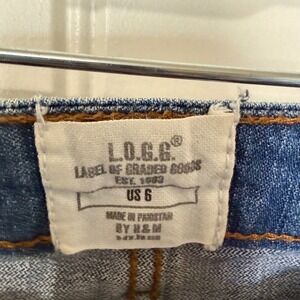 L.O.G.G.®
LABEL OF GRADED GOODS
EST. 1993
US 6
MADE IN PAKISTAN
BY H&M